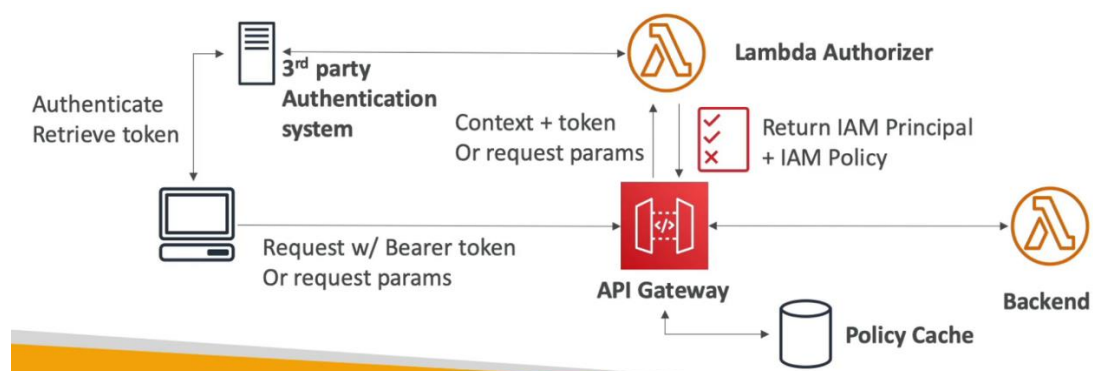 3rd party
Authentication
system
Lambda Authorizer
Authenticate
Retrieve token
Context + token
Or request params
Return IAM Principal
+ IAM Policy
Request w/ Bearer token
Or request params
</>
API Gateway
Backend
Policy Cache